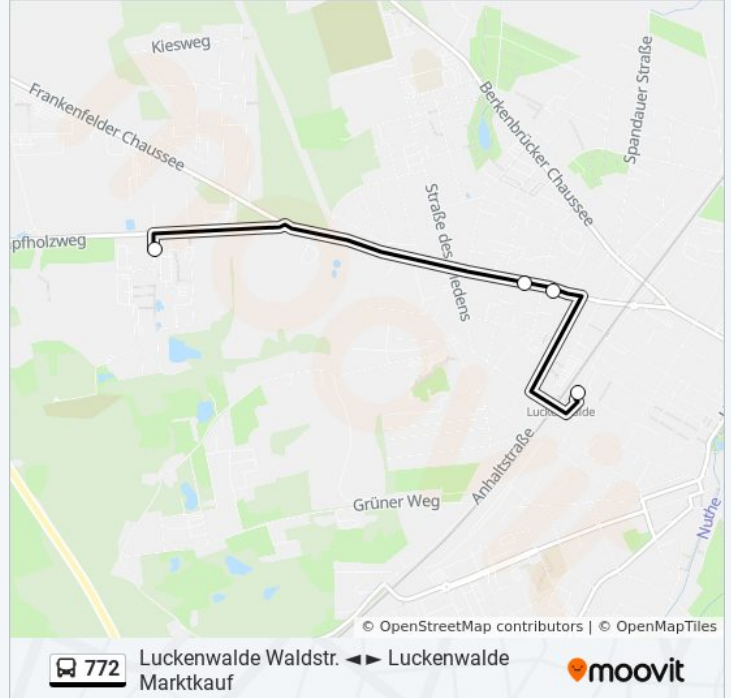 Kiesweg
Frankenfelder Chaussee
Berkenbrücker Chaussee
Spandauer Straße
pfholzweg
Straße des
edens
Luckenwalde
Anhaltstraße
Grüner Weg
Nuthe
© OpenStreetMap contributors | © OpenMapTiles
772
Luckenwalde Waldstr. ◄► Luckenwalde
Marktkauf
moovit